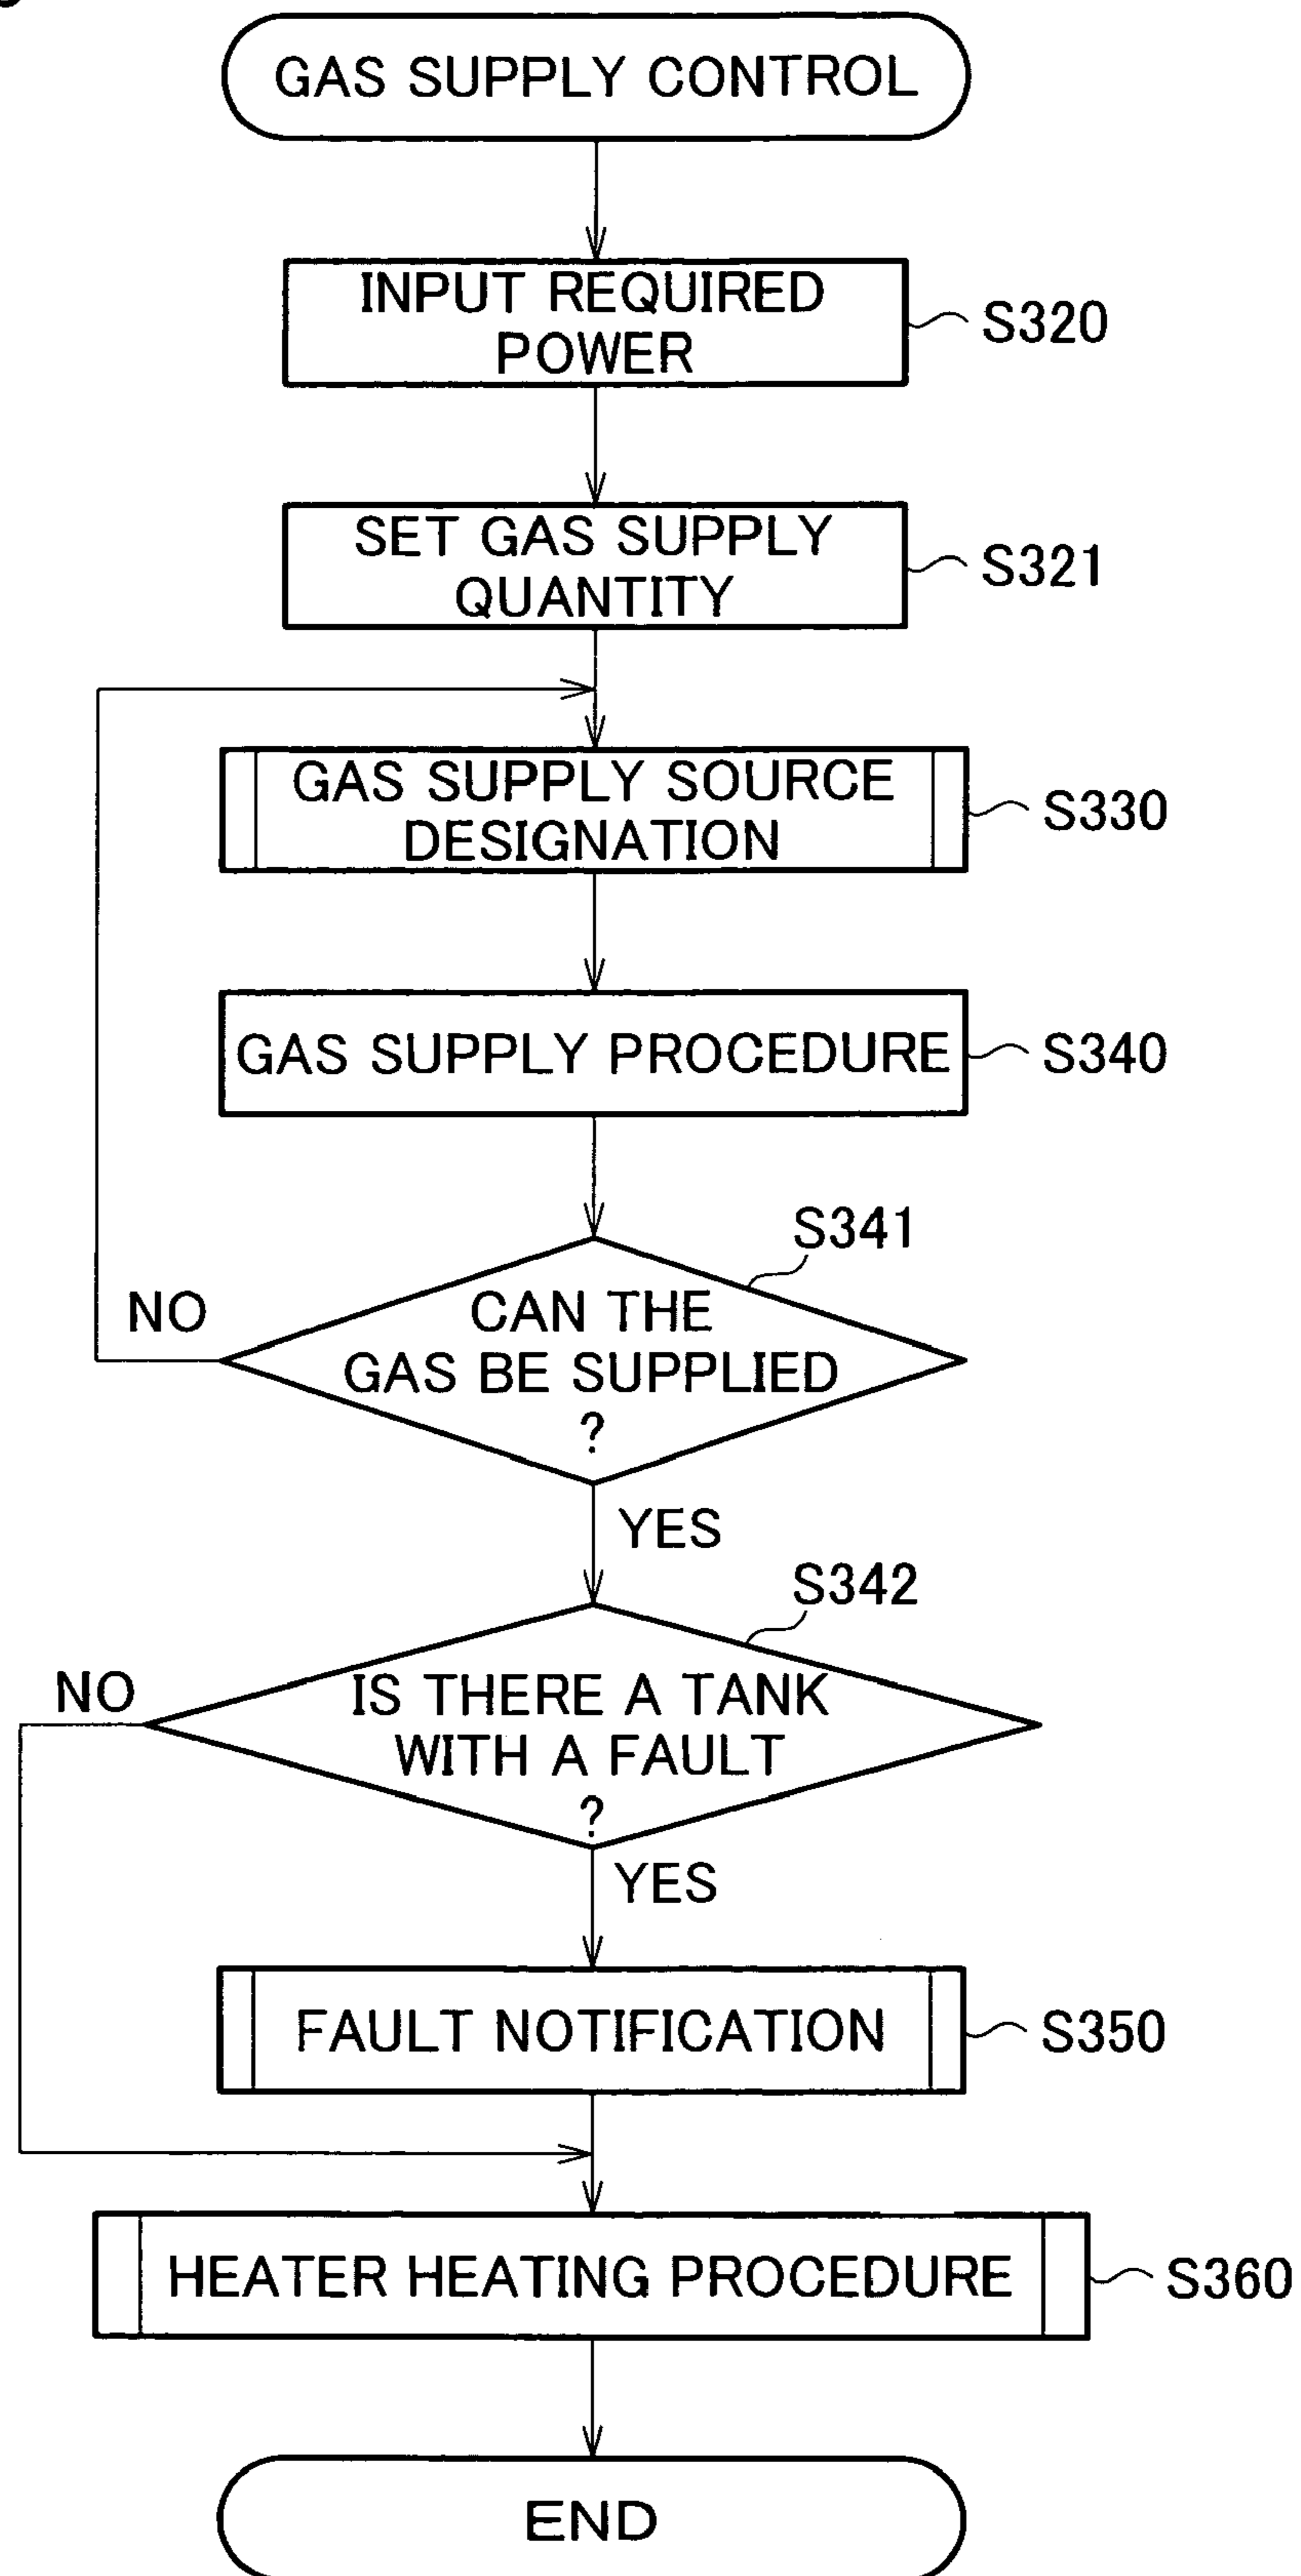 GAS SUPPLY CONTROL
INPUT REQUIRED
POWER
S320
SET GAS SUPPLY
QUANTITY
S321
GAS SUPPLY SOURCE
DESIGNATION
S330
GAS SUPPLY PROCEDURE
S340
S341
NO
CAN THE
GAS BE SUPPLIED
?
YES
S342
NO
IS THERE A TANK
WITH A FAULT
?
YES
FAULT NOTIFICATION
S350
HEATER HEATING PROCEDURE
S360
END